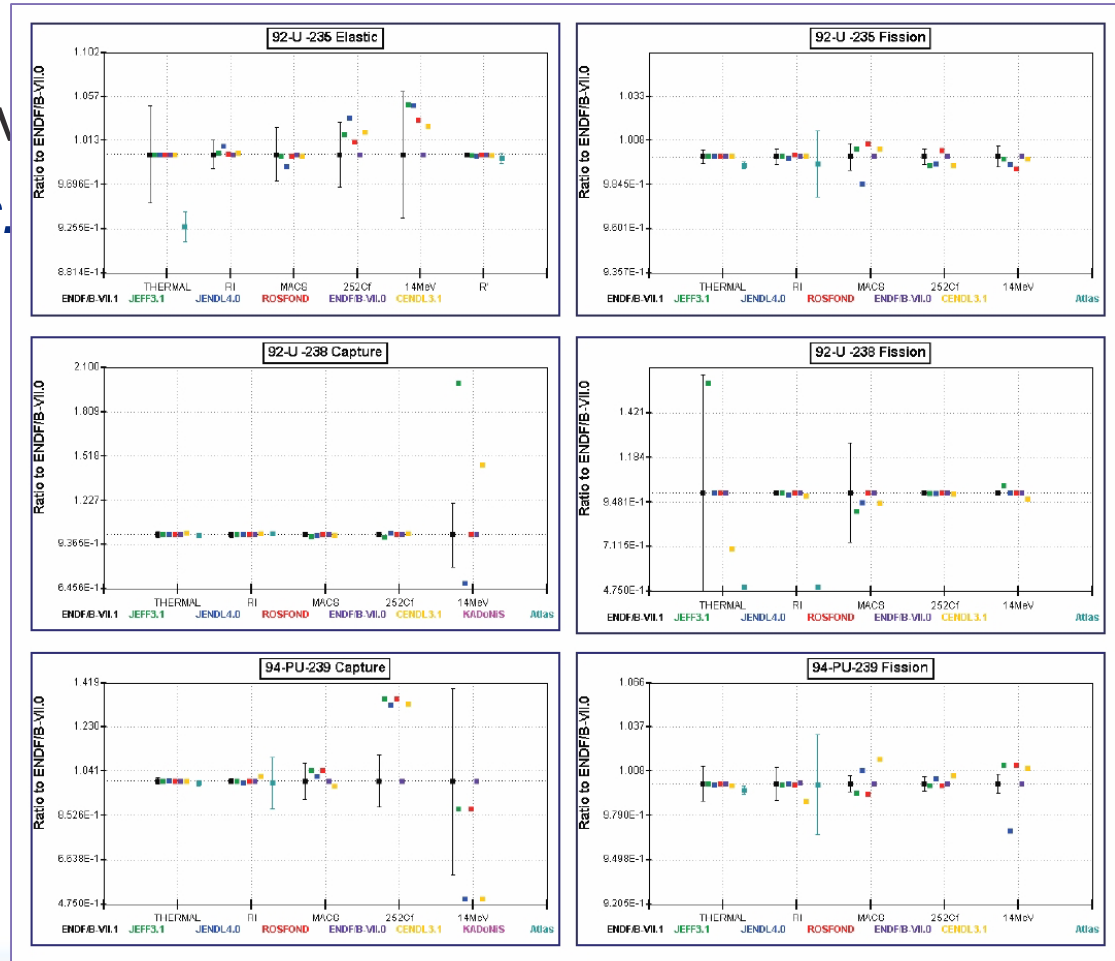 92-U -235 Elastic
Ratio to ENDF/B-VII.0
1.102
1.057
1.013
9.696E-1
9.255E-1
8.814E-1
THERMAL RI MACS 252Cf 14MeV R'
ENDF/B-VII.1 JEFF3.1 JENDL4.0 ROSFOND ENDF/B-VII.0 CENDL3.1 Atlas
92-U -235 Fission
Ratio to ENDF/B-VII.0
1.033
1.008
9.845E-1
9.601E-1
9.357E-1
THERMAL RI MACS 252Cf 14MeV
ENDF/B-VII.1 JEFF3.1 JENDL4.0 ROSFOND ENDF/B-VII.0 CENDL3.1 Atlas
92-U -238 Capture
Ratio to ENDF/B-VII.0
2.100
1.809
1.518
1.227
9.365E-1
6.456E-1
THERMAL RI MACS 252Cf 14MeV
ENDF/B-VII.1 JEFF3.1 JENDL4.0 ROSFOND ENDF/B-VII.0 CENDL3.1 KADoNiS Atlas
92-U -238 Fission
Ratio to ENDF/B-VII.0
1.421
1.184
9.481E-1
7.115E-1
4.750E-1
THERMAL RI MACS 252Cf 14MeV
ENDF/B-VII.1 JEFF3.1 JENDL4.0 ROSFOND ENDF/B-VII.0 CENDL3.1 Atlas
94-PU-239 Capture
Ratio to ENDF/B-VII.0
1.419
1.230
1.041
8.526E-1
6.638E-1
4.750E-1
THERMAL RI MACS 252Cf 14MeV
ENDF/B-VII.1 JEFF3.1 JENDL4.0 ROSFOND ENDF/B-VII.0 CENDL3.1 KADoNiS Atlas
94-PU-239 Fission
Ratio to ENDF/B-VII.0
1.066
1.037
1.008
9.790E-1
9.498E-1
9.205E-1
THERMAL RI MACS 252Cf 14MeV
ENDF/B-VII.1 JEFF3.1 JENDL4.0 ROSFOND ENDF/B-VII.0 CENDL3.1 Atlas